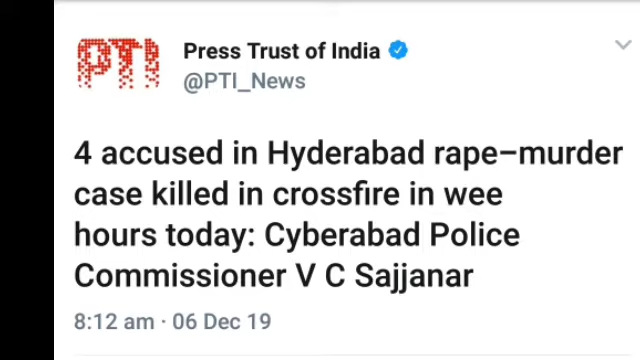 PTI
Press Trust of India
@PTI_News
4 accused in Hyderabad rape–murder
case killed in crossfire in wee
hours today: Cyberabad Police
Commissioner V C Sajjanar
8:12 am · 06 Dec 19